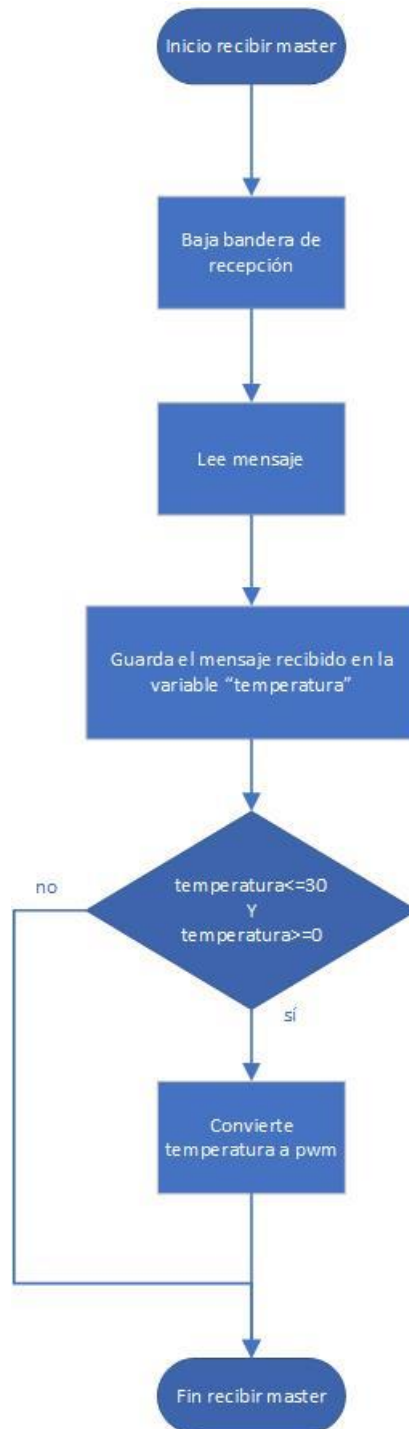 Inicio recibir master
Baja bandera de
recepción
Lee mensaje
Guarda el mensaje recibido en la
variable “temperatura”
temperatura<=30
Y
temperatura>=0
no
sí
Convierte
temperatura a pwm
Fin recibir master